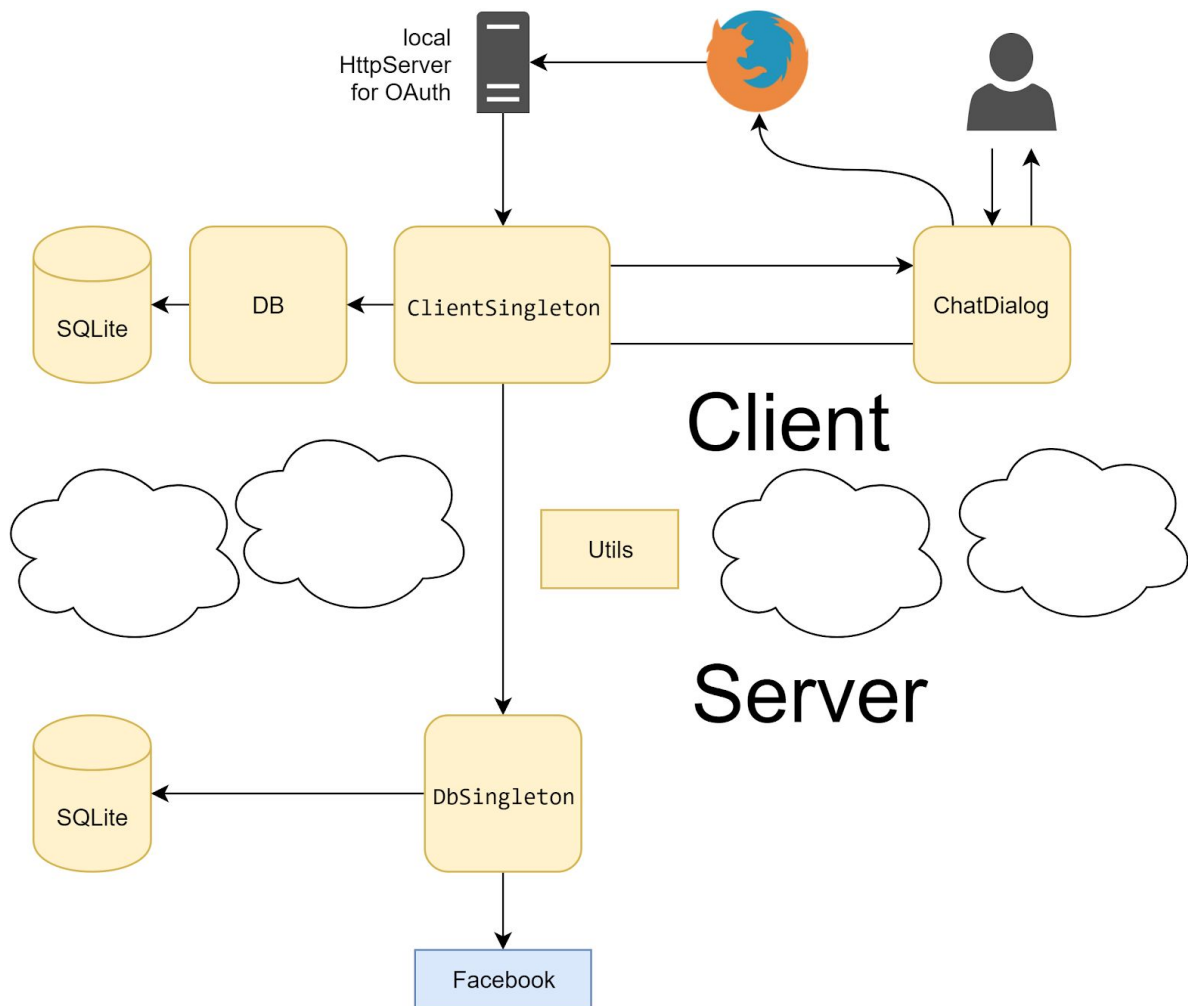 local
HttpServer
for OAuth
SQLite
DB
ClientSingleton
ChatDialog
Client
Utils
Server
SQLite
DbSingleton
Facebook